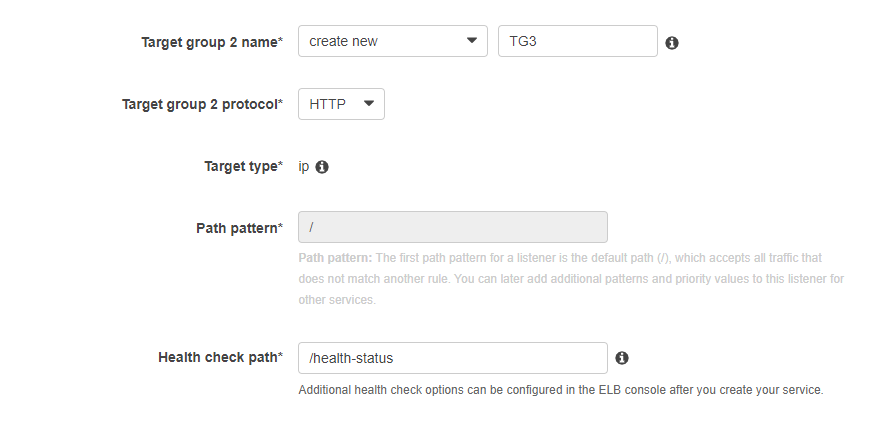 Target group 2 name* create new TG3
Target group 2 protocol* HTTP
Target type* ip
Path pattern* /
Path pattern: The first path pattern for a listener is the default path (/), which accepts all traffic that
does not match another rule. You can later add additional patterns and priority values to this listener for
other services.
Health check path* /health-status
Additional health check options can be configured in the ELB console after you create your service.